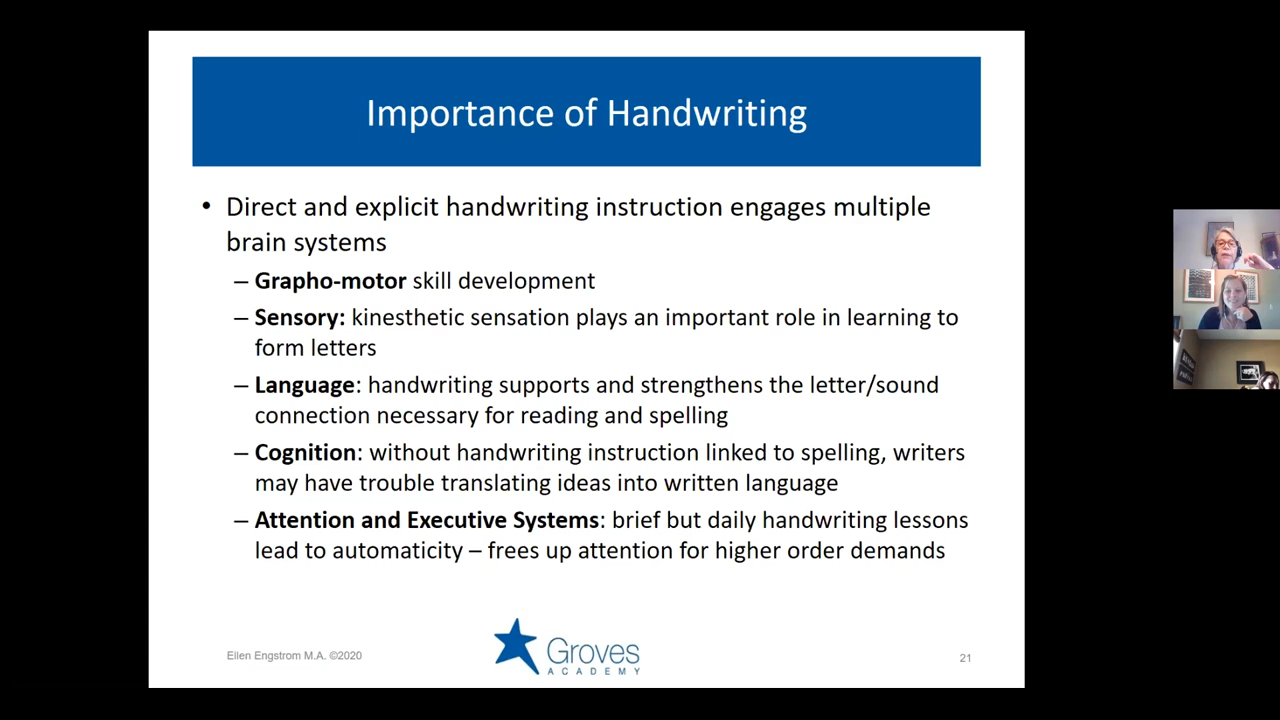 Importance of Handwriting
• Direct and explicit handwriting instruction engages multiple
brain systems
– Grapho-motor skill development
– Sensory: kinesthetic sensation plays an important role in learning to
form letters
– Language: handwriting supports and strengthens the letter/sound
connection necessary for reading and spelling
– Cognition: without handwriting instruction linked to spelling, writers
may have trouble translating ideas into written language
– Attention and Executive Systems: brief but daily handwriting lessons
lead to automaticity – frees up attention for higher order demands
Ellen Engstrom M.A. ©2020
Groves
ACADEMY
21